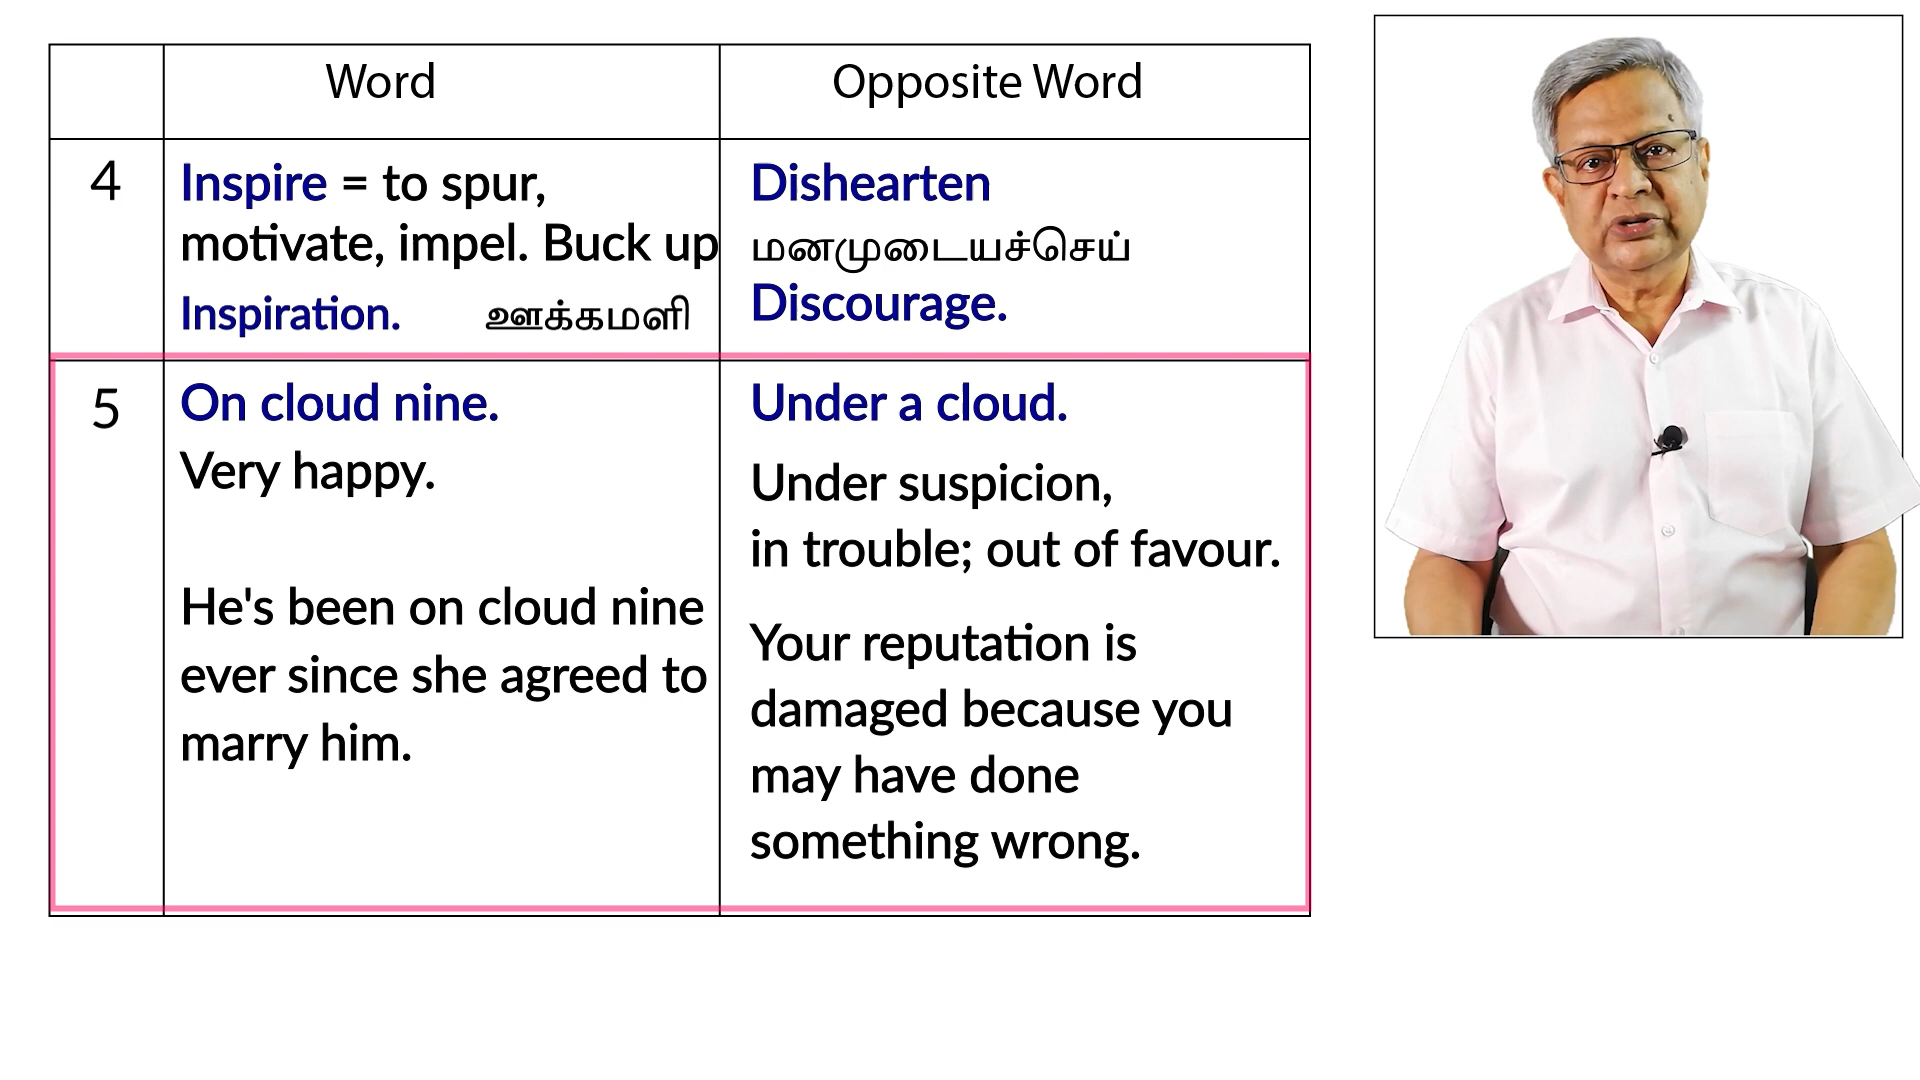 Word
Opposite Word
4
Inspire = to spur,
motivate, impel. Buck up
Inspiration. ஊக்கமளி
Dishearten
மனமுடையச்செய்
Discourage.
5
On cloud nine.
Very happy.
He's been on cloud nine
ever since she agreed to
marry him.
Under a cloud.
Under suspicion,
in trouble; out of favour.
Your reputation is
damaged because you
may have done
something wrong.